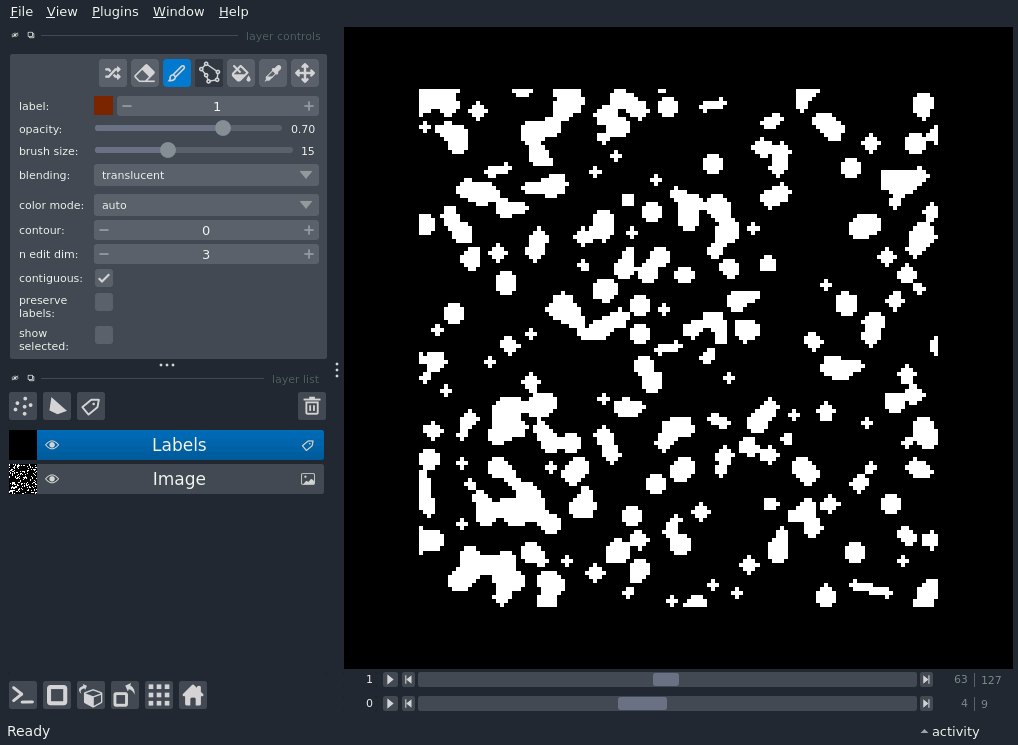 File View Plugins Window Help
layer controls
label: 1
opacity: 0.70
brush size: 15
blending: translucent
color mode: auto
contour: 0
n edit dim: 3
contiguous:
preserve
labels:
show
selected:
layer list
Labels
Image
1 63 127
0 4 9
Ready activity